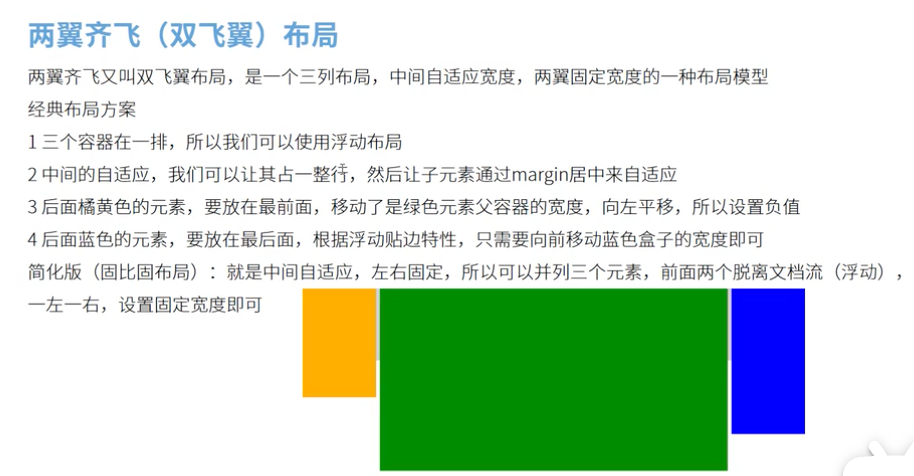 两翼齐飞（双飞翼）布局
两翼齐飞又叫双飞翼布局，是一个三列布局，中间自适应宽度，两翼固定宽度的一种布局模型
经典布局方案
1 三个容器在一排，所以我们可以使用浮动布局
2 中间的自适应，我们可以让其占一整行，然后让子元素通过margin居中来自适应
3 后面橘黄色的元素，要放在最前面，移动了是绿色元素父容器的宽度，向左平移，所以设置负值
4 后面蓝色的元素，要放在最后面，根据浮动贴边特性，只需要向前移动蓝色盒子的宽度即可
简化版（固比固布局）：就是中间自适应，左右固定，所以可以并列三个元素，前面两个脱离文档流（浮动），
一左一右，设置固定宽度即可